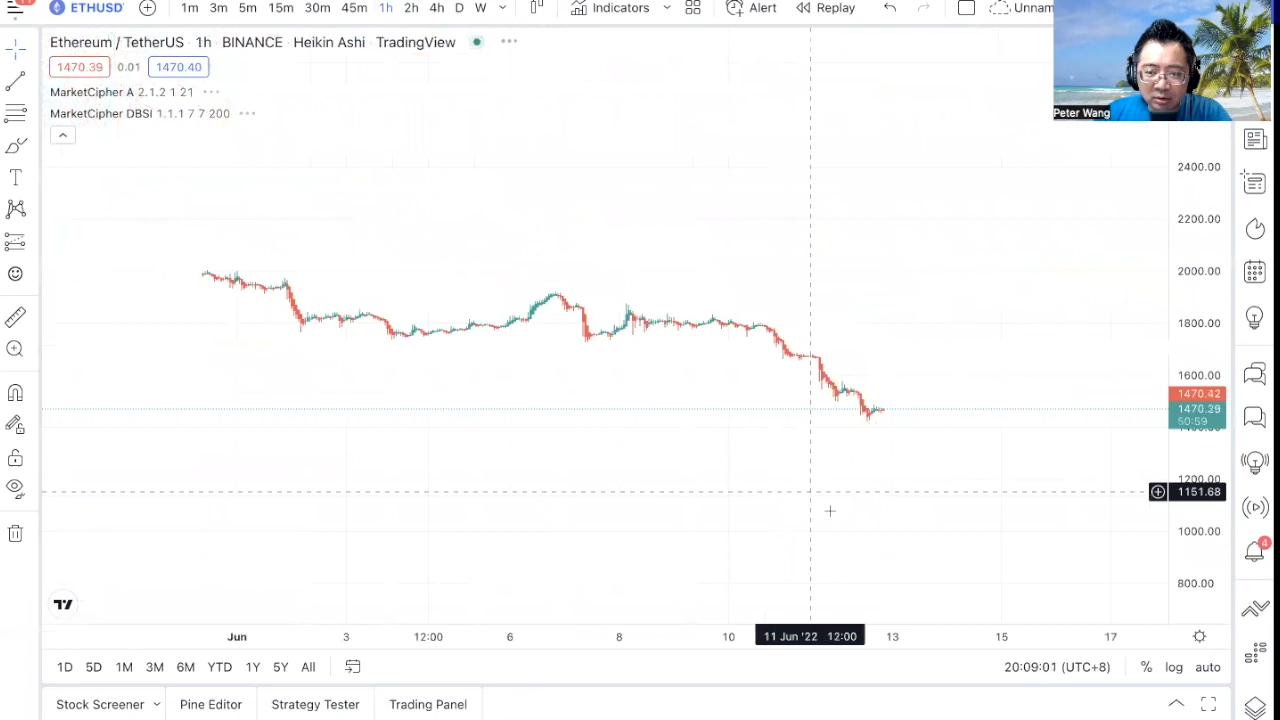 11
ETHUSD 1m 3m 5m 15m 30m 45m 1h 2h 4h D W Indicators Alert Replay Unnam
Ethereum / TetherUS · 1h · BINANCE · Heikin Ashi · TradingView
1470.39 0.01 1470.40
MarketCipher A 2.1.2 1 21
MarketCipher DBSI 1.1.1 7 7 200
Peter Wang
2400.00
2200.00
2000.00
1800.00
1600.00
1470.42
1470.39
50:59
1400.00
1200.00
1151.68
1000.00
800.00
4
Jun 3 12:00 6 8 10 11 Jun '22 12:00 13 15 17
1D 5D 1M 3M 6M YTD 1Y 5Y All 20:09:01 (UTC+8) % log auto
Stock Screener Pine Editor Strategy Tester Trading Panel